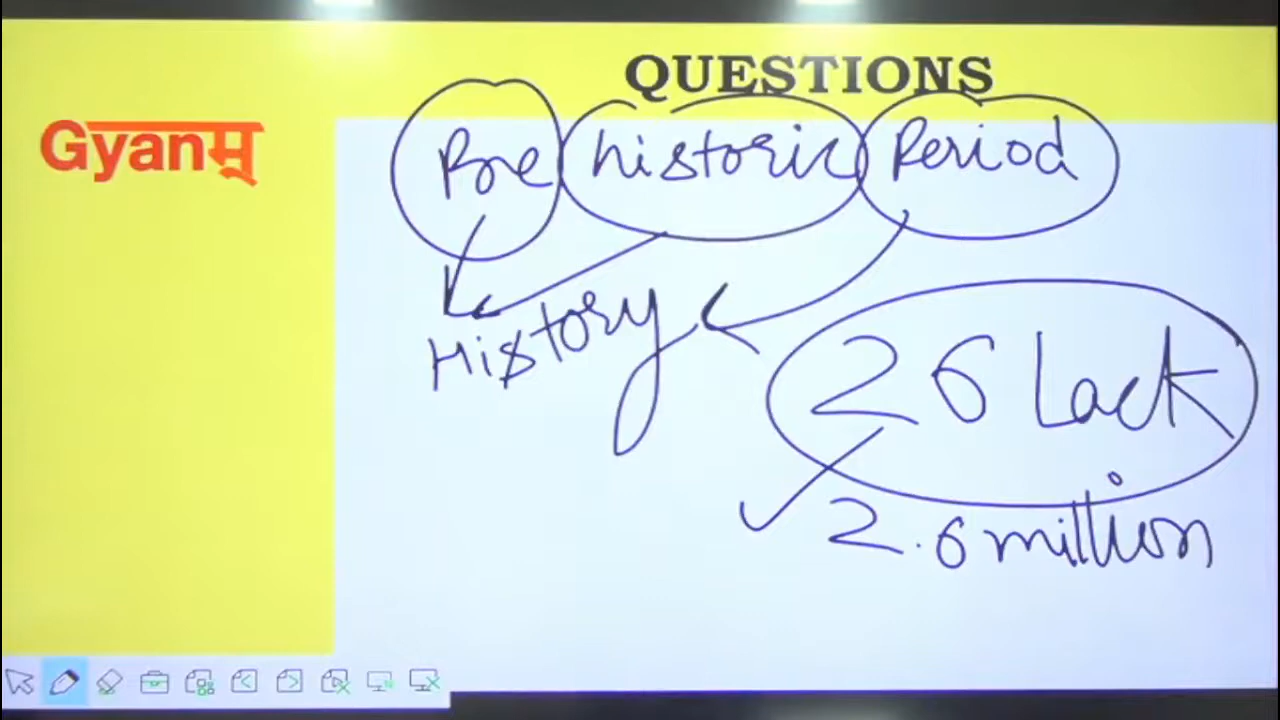 QUESTIONS
Gyanम्
Pre historic Period
History
26 Lack
2.6 million